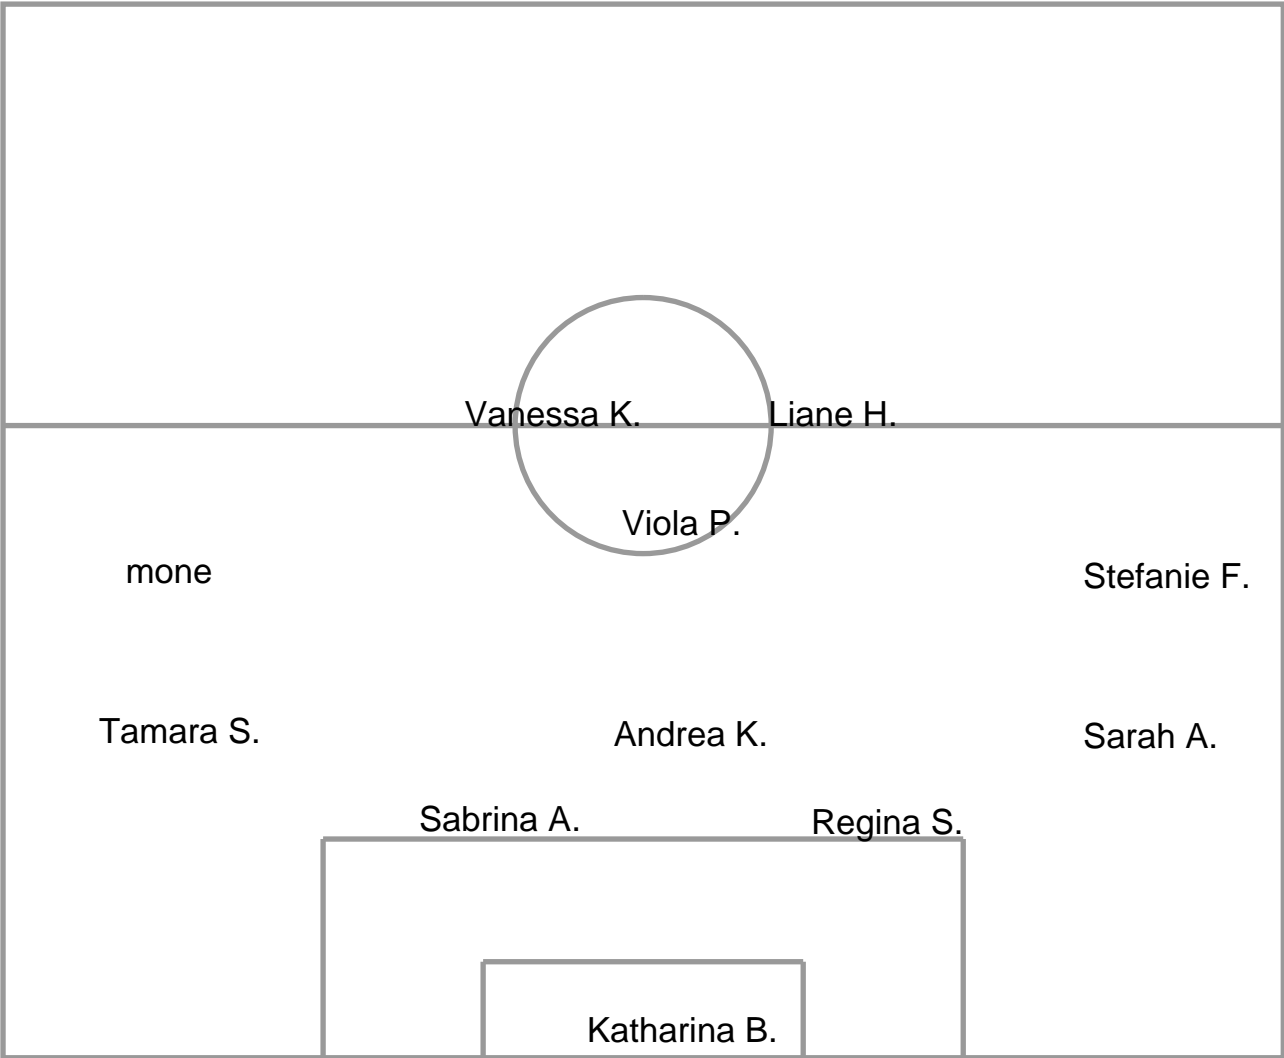 Vanessa K.
Liane H.
Viola P.
mone
Stefanie F.
Tamara S.
Andrea K.
Sarah A.
Sabrina A.
Regina S.
Katharina B.